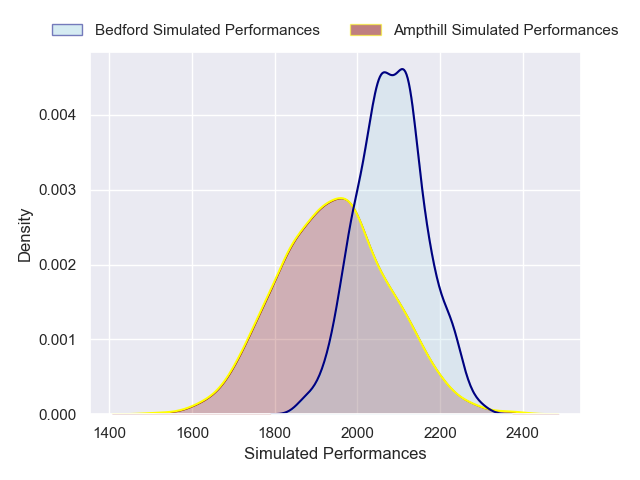 Bedford Simulated Performances
Ampthill Simulated Performances
0.004
0.003
0.002
0.001
0.000
Density
1400 1600 1800 2000 2200 2400
Simulated Performances